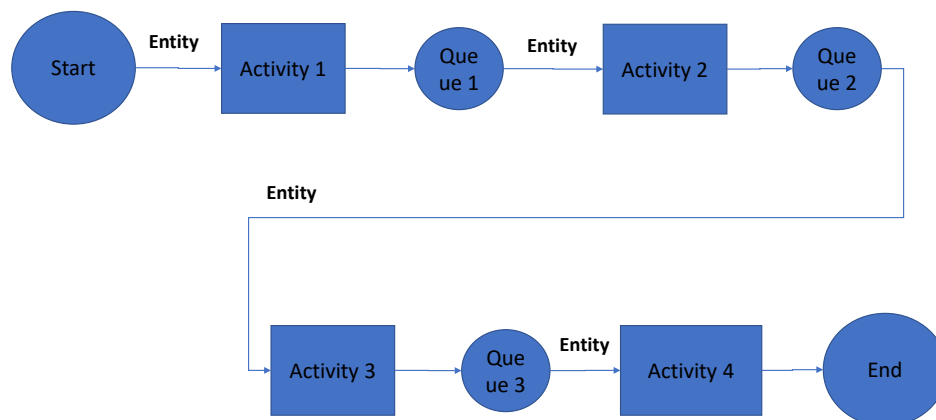 Entity
Entity
Start
Activity 1
Que
ue 1
Activity 2
Que
ue 2
Entity
Entity
Activity 3
Que
ue 3
Activity 4
End